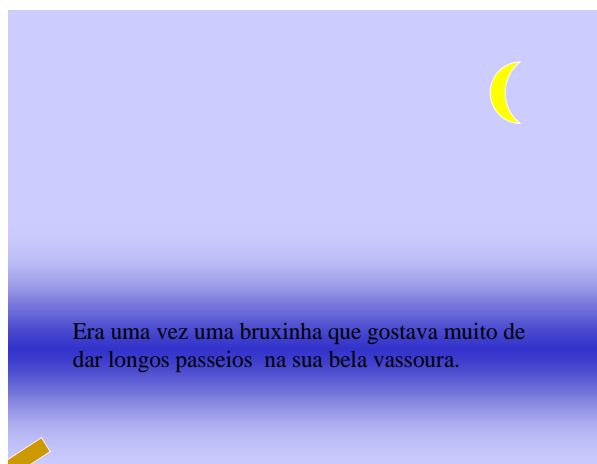 Era uma vez uma bruxinha que gostava muito de
dar longos passeios  na sua bela vassoura.